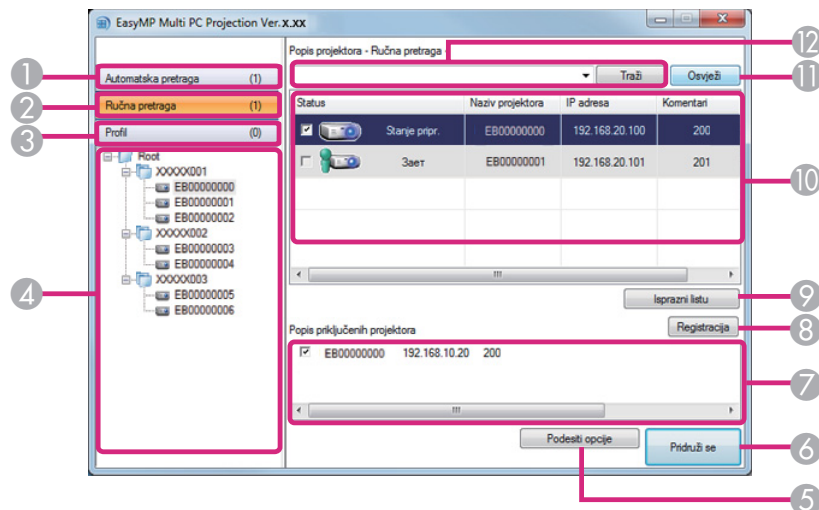 EasyMP Multi PC Projection Ver.X.XX
Popis projektora - Ručna pretraga -
12
1
Automatska pretraga (1)
Traži
Osvježi
11
2
Ručna pretraga (1)
3
Profil (0)
Status Naziv projektora IP adresa Komentari
Stanje pripr. EB00000000 192.168.20.100 200
Зает EB00000001 192.168.20.101 201
10
4
Root
XXXXX001
EB00000000
EB00000001
EB00000002
XXXXX002
EB00000003
EB00000004
XXXXX003
EB00000005
EB00000006
Isprazni listu
9
Popis priključenih projektora
Registracija
8
EB00000000 192.168.10.20 200
7
Podesiti opcije
Pridruži se
6
5